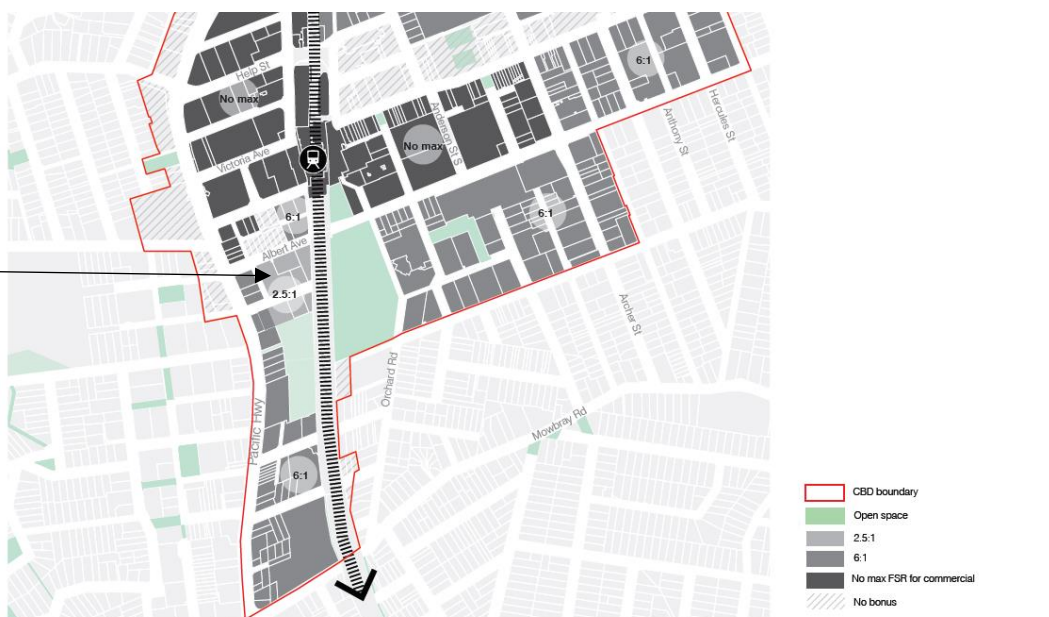 Help St
No max
6:1
Anderson St S
No max
Anthony St
Hercules St
Victoria Ave
6:1
6:1
Albert Ave
2.5:1
Archer St
Orchard Rd
Pacific Hwy
Mowbray Rd
6:1
CBD boundary
Open space
2.5:1
6:1
No max FSR for commercial
No bonus